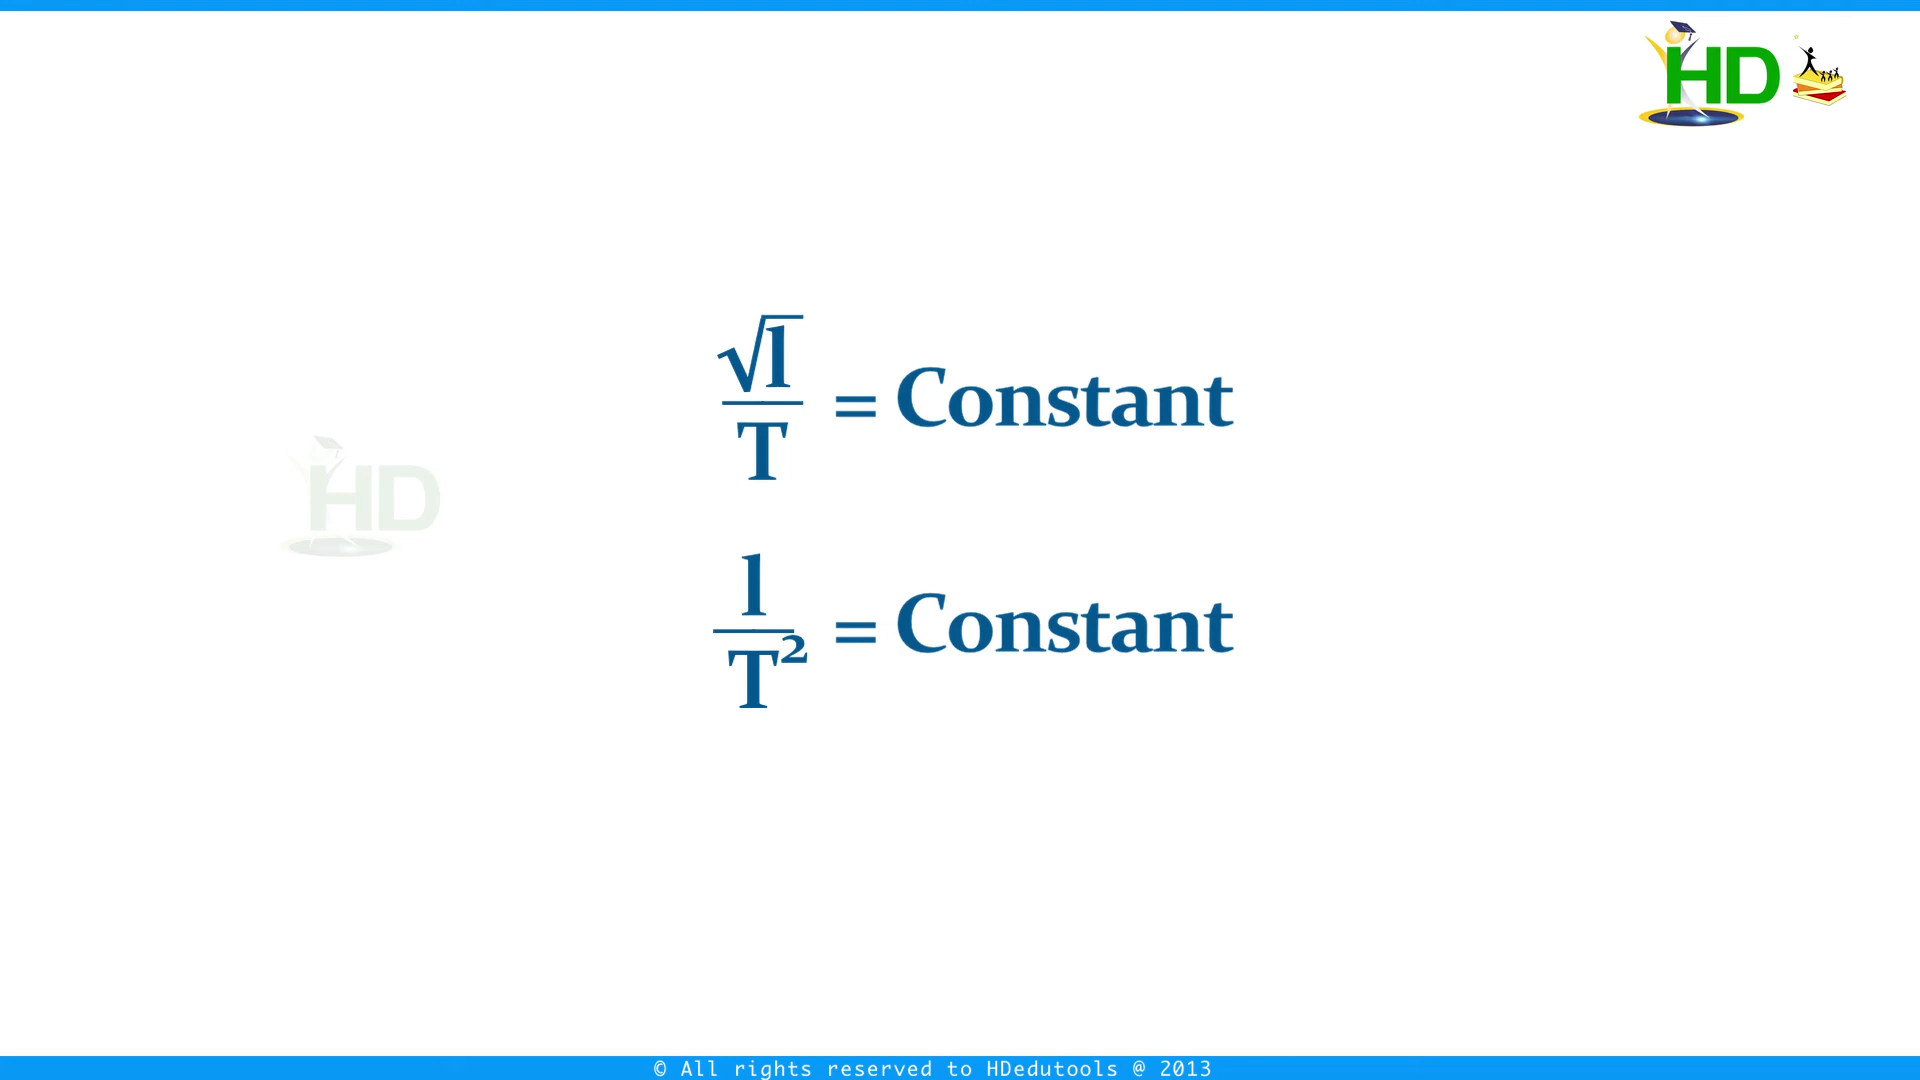 HD
√l/T = Constant
HD
l/T² = Constant
© All rights reserved to HDedutools @ 2013